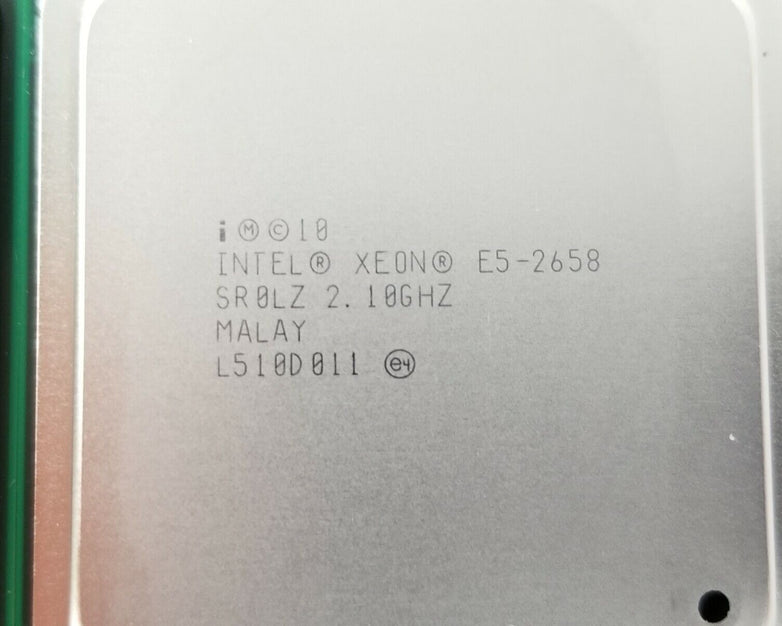 i Ⓜ © 10
INTEL® XEON® E5-2658
SR0LZ 2.10GHZ
MALAY
L510D011 e4